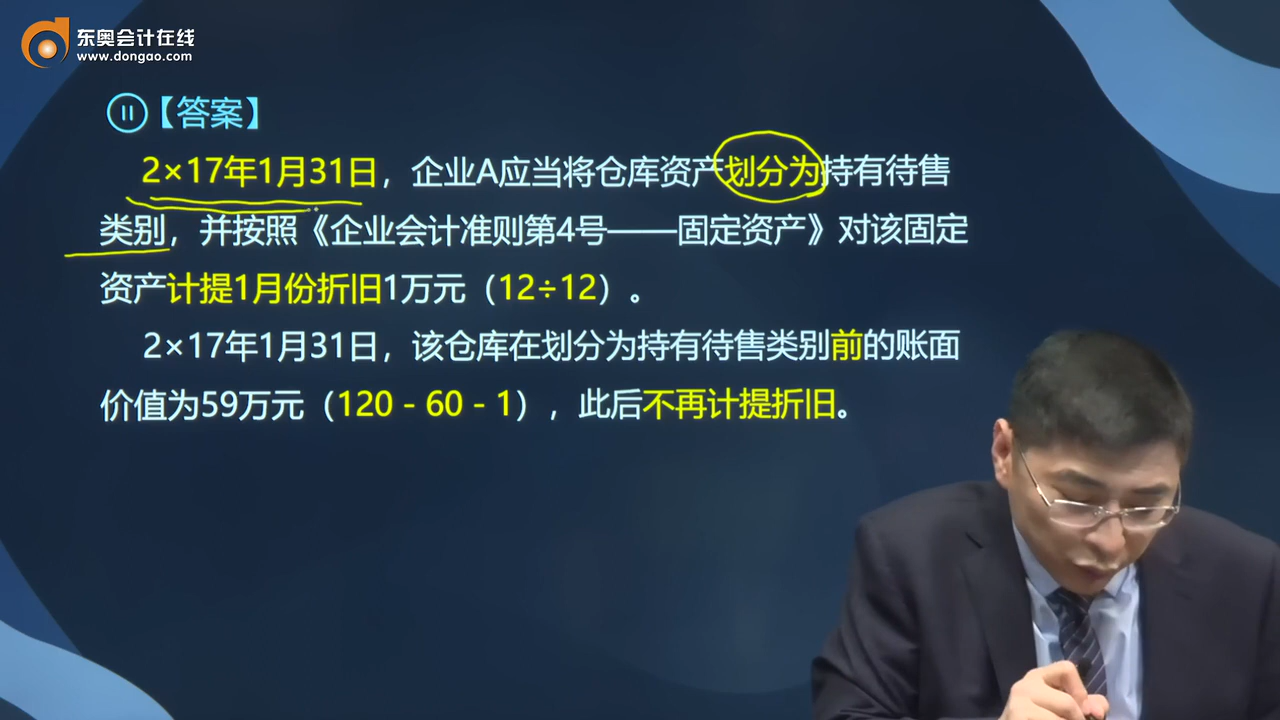 东奥会计在线
www.dongao.com
【答案】
2×17年1月31日，企业A应当将仓库资产划分为持有待售
类别，并按照《企业会计准则第4号——固定资产》对该固定
资产计提1月份折旧1万元（12÷12）。
2×17年1月31日，该仓库在划分为持有待售类别前的账面
价值为59万元（120－60－1），此后不再计提折旧。